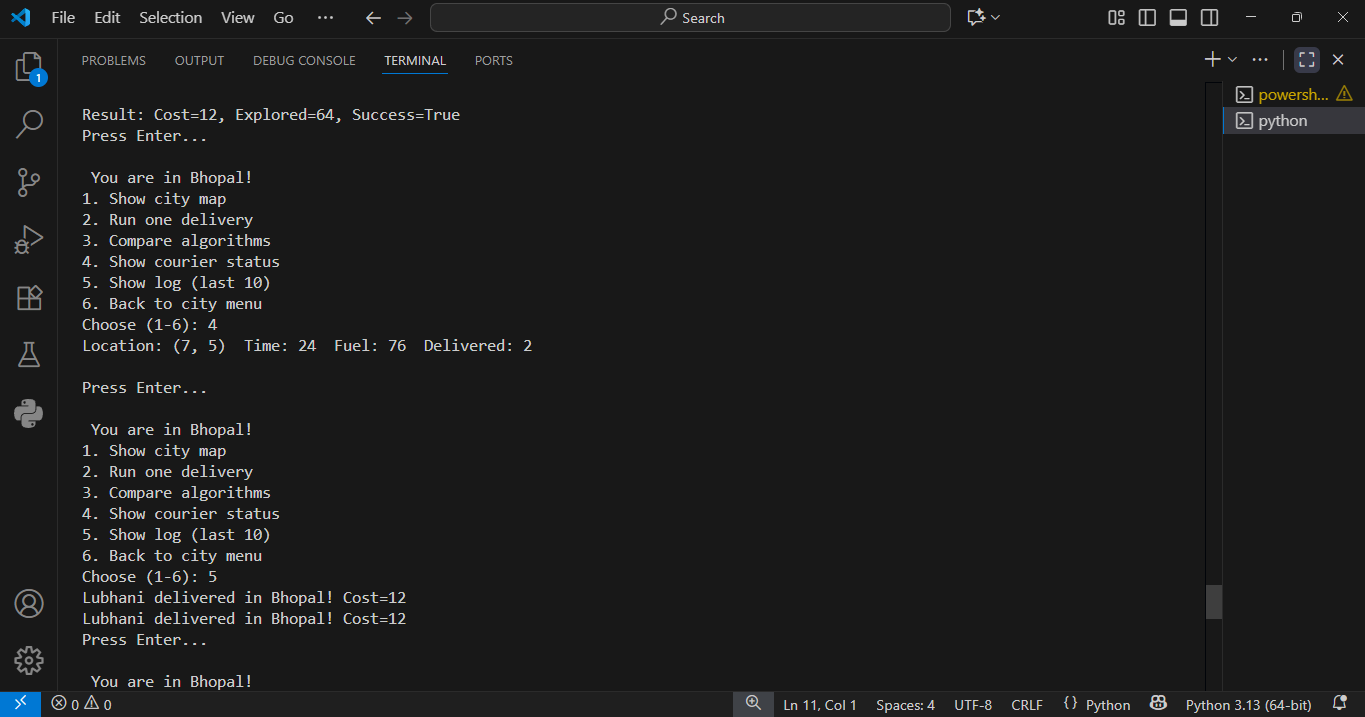 File Edit Selection View Go ··· Search
1
PROBLEMS OUTPUT DEBUG CONSOLE TERMINAL PORTS
powersh...
python
Result: Cost=12, Explored=64, Success=True
Press Enter...
You are in Bhopal!
1. Show city map
2. Run one delivery
3. Compare algorithms
4. Show courier status
5. Show log (last 10)
6. Back to city menu
Choose (1-6): 4
Location: (7, 5)  Time: 24  Fuel: 76  Delivered: 2
Press Enter...
You are in Bhopal!
1. Show city map
2. Run one delivery
3. Compare algorithms
4. Show courier status
5. Show log (last 10)
6. Back to city menu
Choose (1-6): 5
Lubhani delivered in Bhopal! Cost=12
Lubhani delivered in Bhopal! Cost=12
Press Enter...
You are in Bhopal!
0 0 Ln 11, Col 1 Spaces: 4 UTF-8 CRLF {} Python Python 3.13 (64-bit)